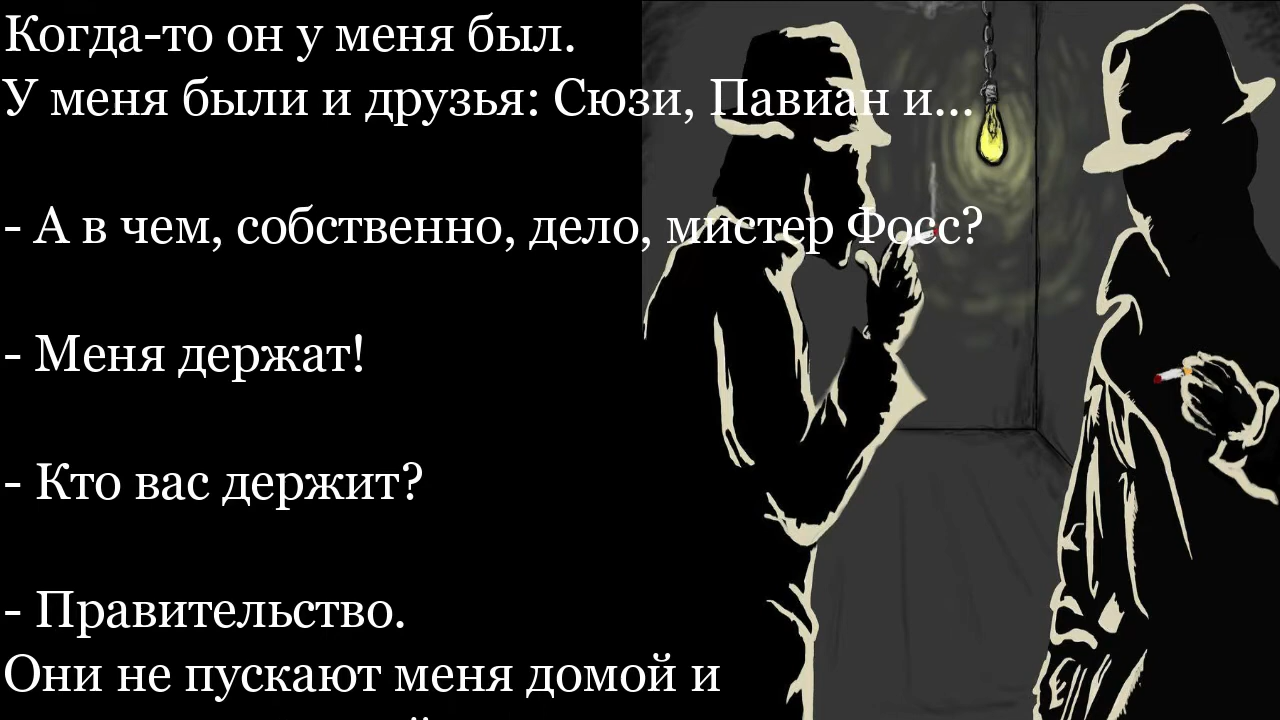 Когда-то он у меня был.
У меня были и друзья: Сюзи, Павиан и...
- А в чем, собственно, дело, мистер Фосс?
- Меня держат!
- Кто вас держит?
- Правительство.
Они не пускают меня домой и